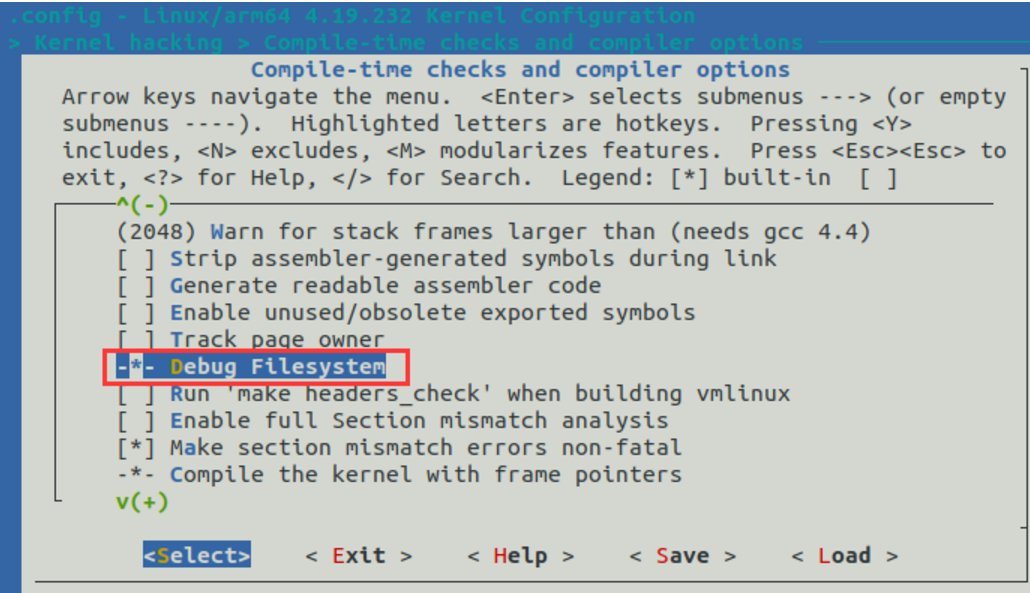 .config - Linux/arm64 4.19.232 Kernel Configuration
> Kernel hacking > Compile-time checks and compiler options
Compile-time checks and compiler options
Arrow keys navigate the menu.  <Enter> selects submenus ---> (or empty
submenus ----).  Highlighted letters are hotkeys.  Pressing <Y>
includes, <N> excludes, <M> modularizes features.  Press <Esc><Esc> to
exit, <?> for Help, </> for Search.  Legend: [*] built-in  [ ]
^(-)
(2048) Warn for stack frames larger than (needs gcc 4.4)
[ ] Strip assembler-generated symbols during link
[ ] Generate readable assembler code
[ ] Enable unused/obsolete exported symbols
[ ] Track page owner
-*- Debug Filesystem
[ ] Run 'make headers_check' when building vmlinux
[ ] Enable full Section mismatch analysis
[*] Make section mismatch errors non-fatal
-*- Compile the kernel with frame pointers
v(+)
<Select>    < Exit >    < Help >    < Save >    < Load >